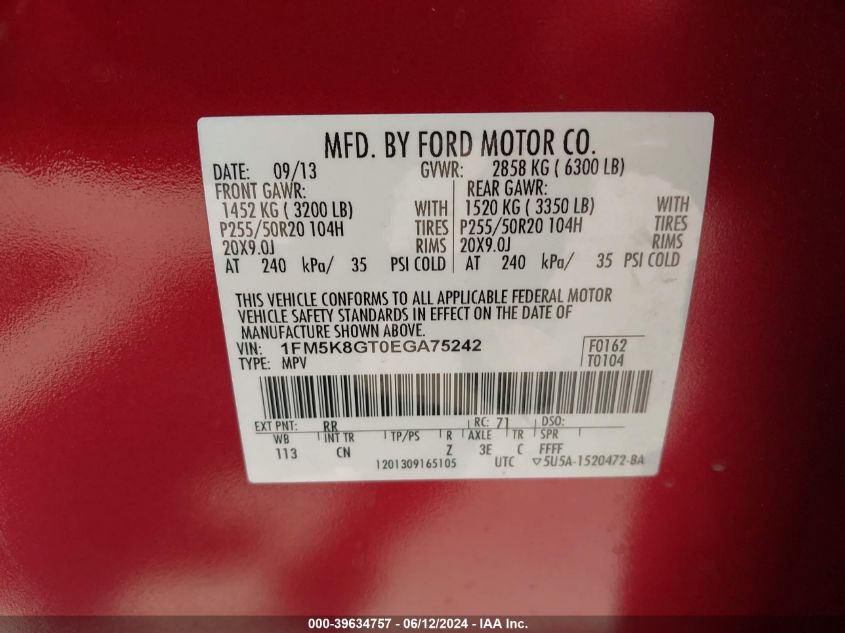 MFD. BY FORD MOTOR CO.
DATE: 09/13 GVWR: 2858 KG ( 6300 LB)
FRONT GAWR: REAR GAWR:
1452 KG ( 3200 LB) WITH 1520 KG ( 3350 LB) WITH
P255/50R20 104H TIRES P255/50R20 104H TIRES
20X9.0J RIMS 20X9.0J RIMS
AT 240 kPa/ 35 PSI COLD AT 240 kPa/ 35 PSI COLD
THIS VEHICLE CONFORMS TO ALL APPLICABLE FEDERAL MOTOR
VEHICLE SAFETY STANDARDS IN EFFECT ON THE DATE OF
MANUFACTURE SHOWN ABOVE.
VIN: 1FM5K8GT0EGA75242 F0162
TYPE: MPV T0104
EXT PNT: RR RC: 71 DSO:
WB INT TR TP/PS R AXLE TR SPR
113 CN Z 3E C FFFF
1201309165105 UTC ▽5U5A-1520472-BA
000-39634757 - 06/12/2024 - IAA Inc.